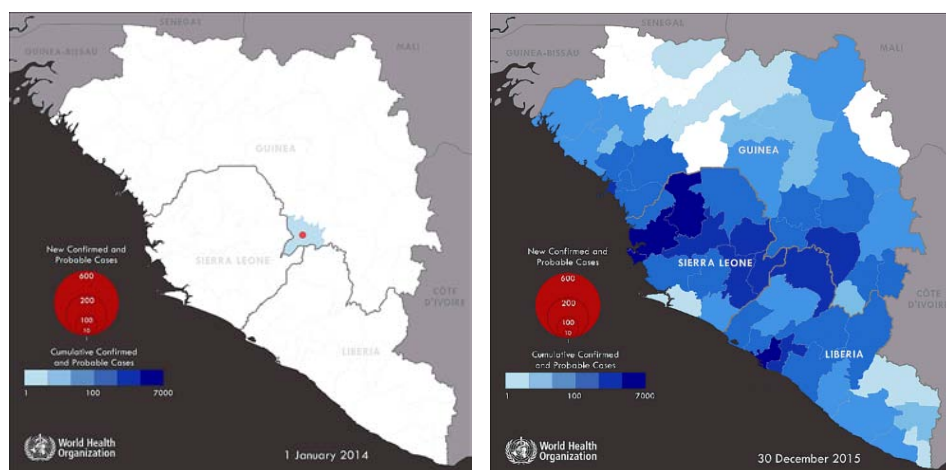 SENEGAL
GUINEA-BISSAU
MALI
GUINEA
SIERRA LEONE
CÔTE
D'IVOIRE
LIBERIA
New Confirmed and
Probable Cases
600
200
100
10
Cumulative Confirmed
and Probable Cases
1
100
7000
World Health
Organization
1 January 2014
SENEGAL
GUINEA-BISSAU
MALI
GUINEA
SIERRA LEONE
CÔTE
D'IVOIRE
LIBERIA
New Confirmed and
Probable Cases
600
200
100
10
Cumulative Confirmed
and Probable Cases
1
100
7000
World Health
Organization
30 December 2015